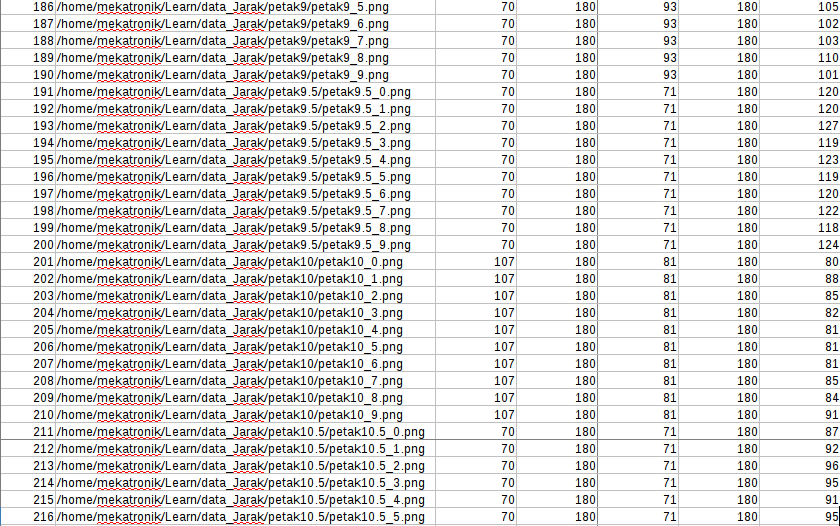 186 /home/mekatronik/Learn/data_Jarak/petak9/petak9_5.png 70 180 93 180 105
187 /home/mekatronik/Learn/data_Jarak/petak9/petak9_6.png 70 180 93 180 102
188 /home/mekatronik/Learn/data_Jarak/petak9/petak9_7.png 70 180 93 180 103
189 /home/mekatronik/Learn/data_Jarak/petak9/petak9_8.png 70 180 93 180 110
190 /home/mekatronik/Learn/data_Jarak/petak9/petak9_9.png 70 180 93 180 101
191 /home/mekatronik/Learn/data_Jarak/petak9.5/petak9.5_0.png 70 180 71 180 120
192 /home/mekatronik/Learn/data_Jarak/petak9.5/petak9.5_1.png 70 180 71 180 120
193 /home/mekatronik/Learn/data_Jarak/petak9.5/petak9.5_2.png 70 180 71 180 127
194 /home/mekatronik/Learn/data_Jarak/petak9.5/petak9.5_3.png 70 180 71 180 119
195 /home/mekatronik/Learn/data_Jarak/petak9.5/petak9.5_4.png 70 180 71 180 123
196 /home/mekatronik/Learn/data_Jarak/petak9.5/petak9.5_5.png 70 180 71 180 119
197 /home/mekatronik/Learn/data_Jarak/petak9.5/petak9.5_6.png 70 180 71 180 120
198 /home/mekatronik/Learn/data_Jarak/petak9.5/petak9.5_7.png 70 180 71 180 122
199 /home/mekatronik/Learn/data_Jarak/petak9.5/petak9.5_8.png 70 180 71 180 118
200 /home/mekatronik/Learn/data_Jarak/petak9.5/petak9.5_9.png 70 180 71 180 124
201 /home/mekatronik/Learn/data_Jarak/petak10/petak10_0.png 107 180 81 180 80
202 /home/mekatronik/Learn/data_Jarak/petak10/petak10_1.png 107 180 81 180 88
203 /home/mekatronik/Learn/data_Jarak/petak10/petak10_2.png 107 180 81 180 85
204 /home/mekatronik/Learn/data_Jarak/petak10/petak10_3.png 107 180 81 180 82
205 /home/mekatronik/Learn/data_Jarak/petak10/petak10_4.png 107 180 81 180 81
206 /home/mekatronik/Learn/data_Jarak/petak10/petak10_5.png 107 180 81 180 81
207 /home/mekatronik/Learn/data_Jarak/petak10/petak10_6.png 107 180 81 180 81
208 /home/mekatronik/Learn/data_Jarak/petak10/petak10_7.png 107 180 81 180 85
209 /home/mekatronik/Learn/data_Jarak/petak10/petak10_8.png 107 180 81 180 84
210 /home/mekatronik/Learn/data_Jarak/petak10/petak10_9.png 107 180 81 180 91
211 /home/mekatronik/Learn/data_Jarak/petak10.5/petak10.5_0.png 70 180 71 180 87
212 /home/mekatronik/Learn/data_Jarak/petak10.5/petak10.5_1.png 70 180 71 180 92
213 /home/mekatronik/Learn/data_Jarak/petak10.5/petak10.5_2.png 70 180 71 180 96
214 /home/mekatronik/Learn/data_Jarak/petak10.5/petak10.5_3.png 70 180 71 180 95
215 /home/mekatronik/Learn/data_Jarak/petak10.5/petak10.5_4.png 70 180 71 180 91
216 /home/mekatronik/Learn/data_Jarak/petak10.5/petak10.5_5.png 70 180 71 180 95